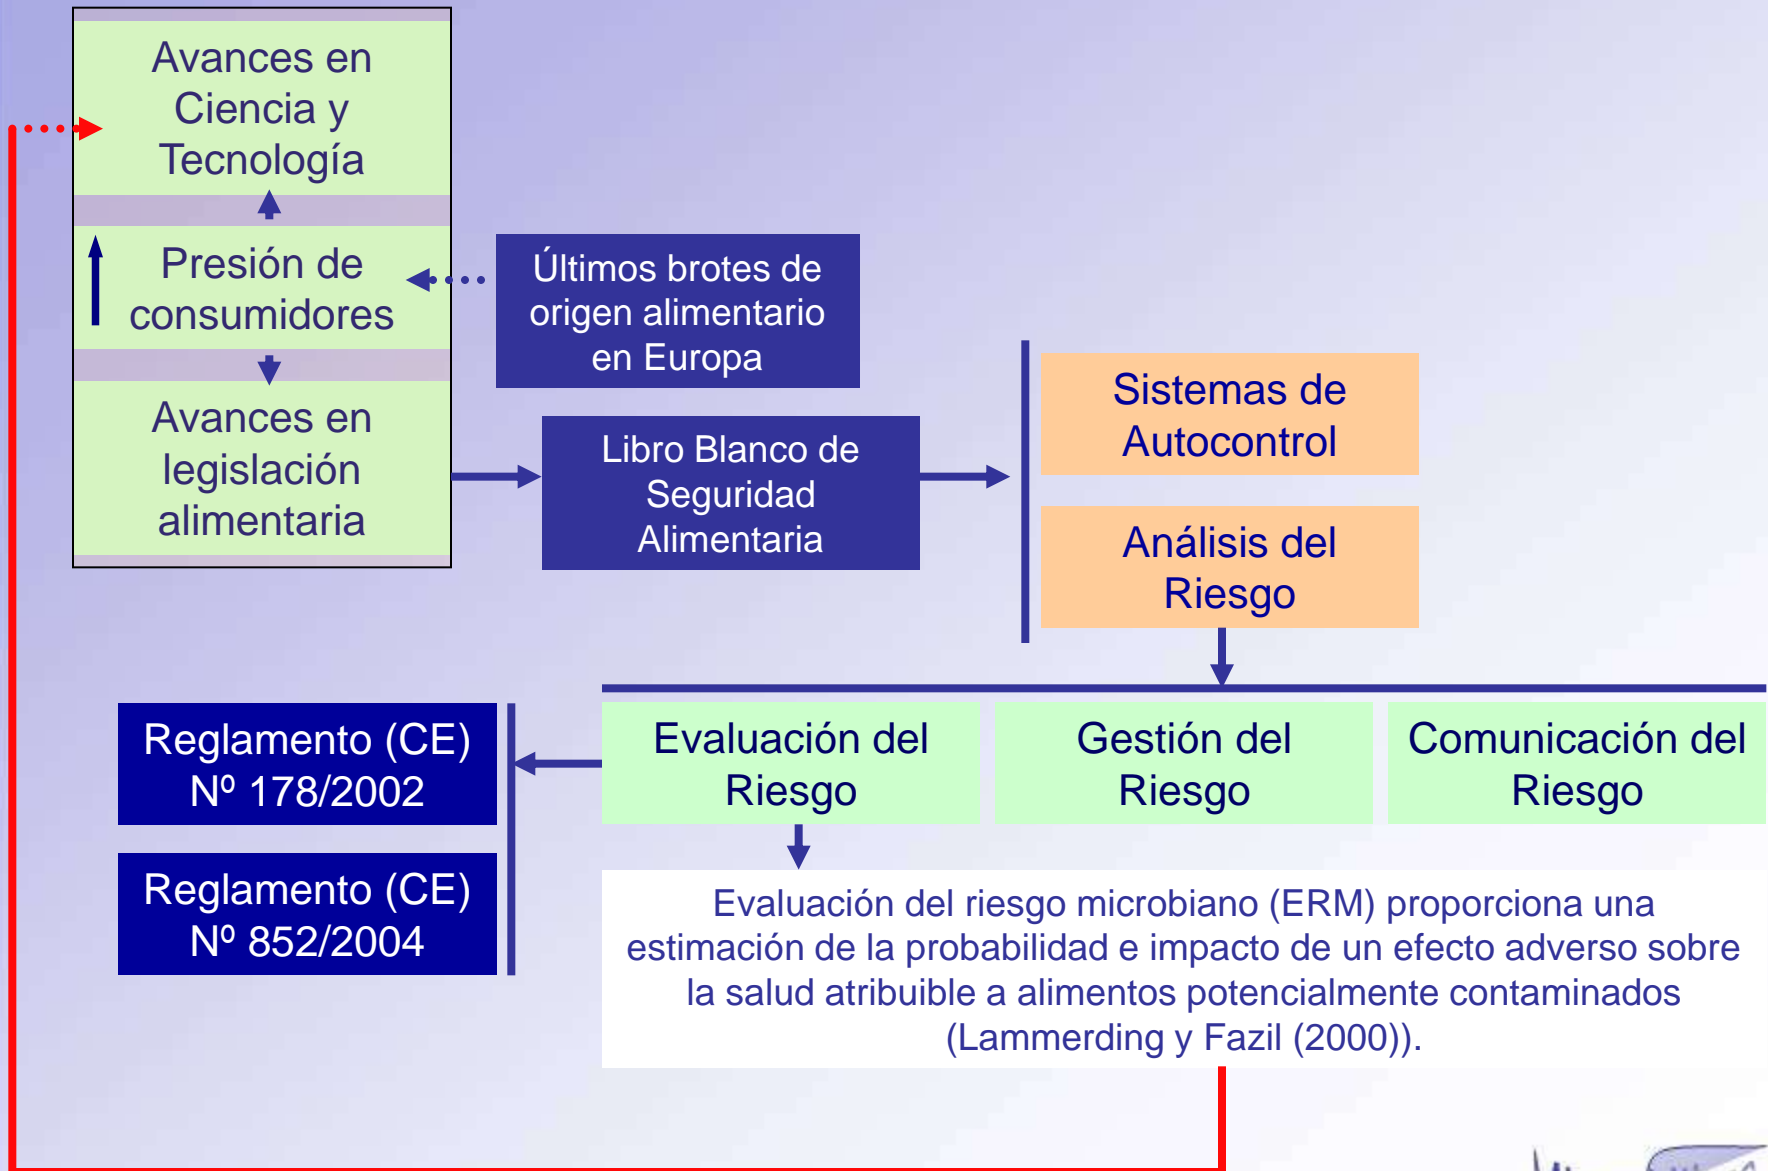 Avances en
Ciencia y
Tecnología
Presión de
consumidores
Avances en
legislación
alimentaria
Últimos brotes de
origen alimentario
en Europa
Libro Blanco de
Seguridad
Alimentaria
Sistemas de
Autocontrol
Análisis del
Riesgo
Evaluación del
Riesgo
Gestión del
Riesgo
Comunicación del
Riesgo
Reglamento (CE)
Nº 178/2002
Reglamento (CE)
Nº 852/2004
Evaluación del riesgo microbiano (ERM) proporciona una
estimación de la probabilidad e impacto de un efecto adverso sobre
la salud atribuible a alimentos potencialmente contaminados
(Lammerding y Fazil (2000)).